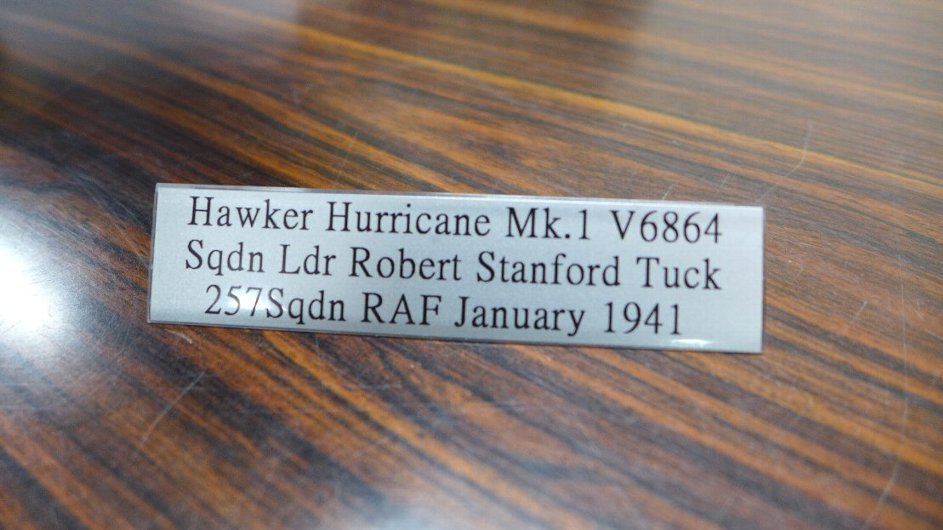 Hawker Hurricane Mk.1 V6864
Sqdn Ldr Robert Stanford Tuck
257Sqdn RAF January 1941